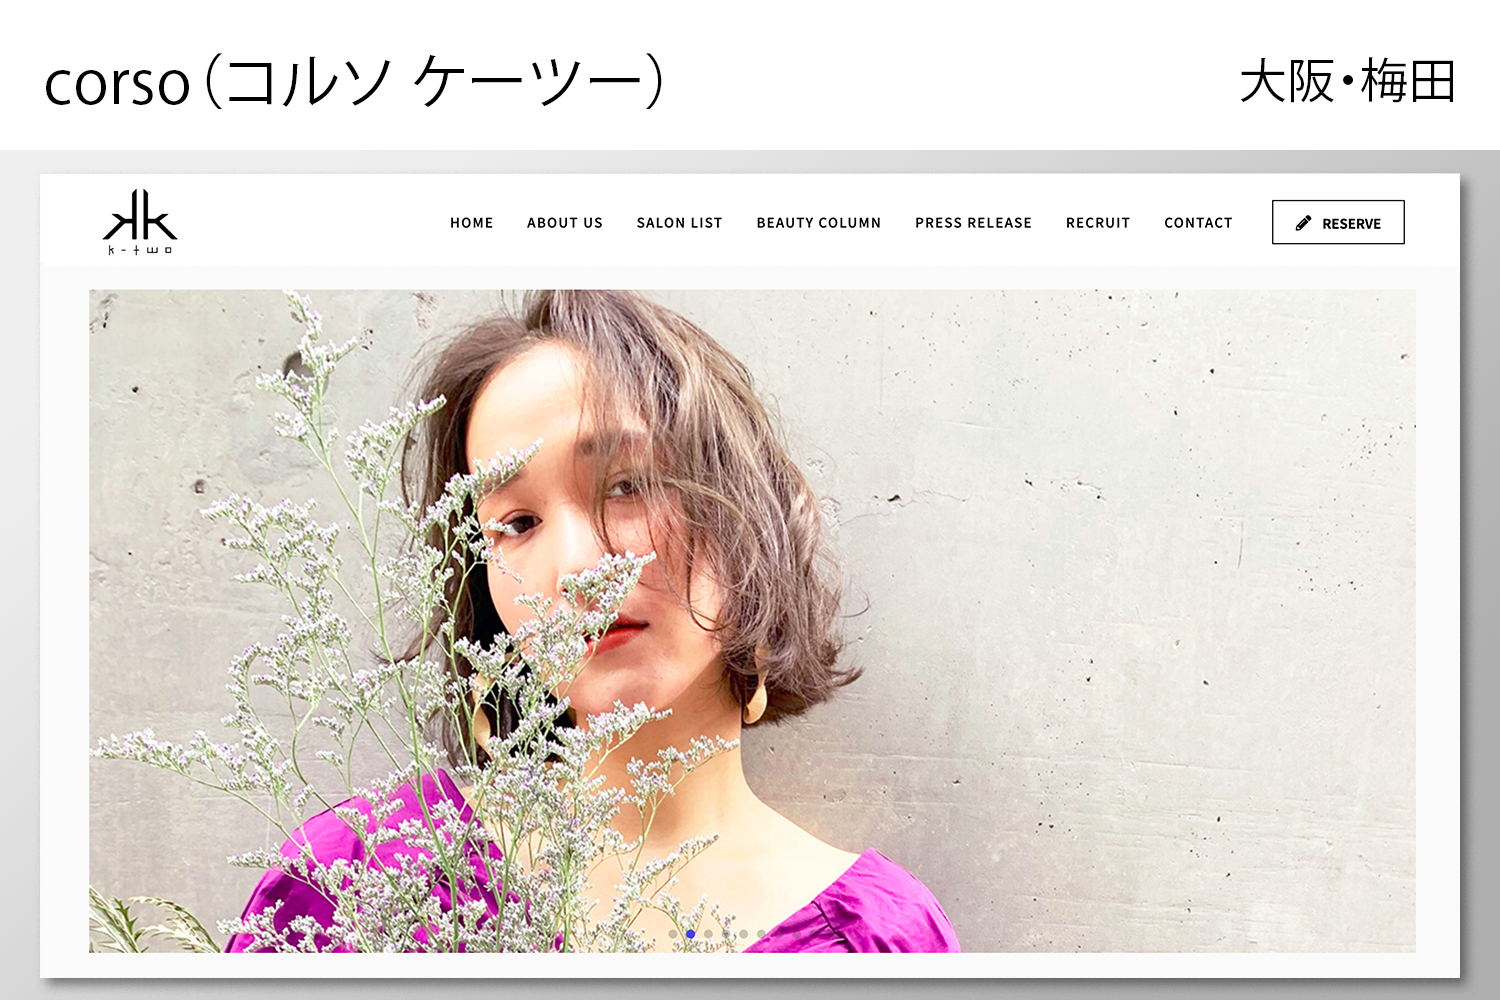 corso（コルソ ケーツー）
大阪・梅田
k-two
HOME ABOUT US SALON LIST BEAUTY COLUMN PRESS RELEASE RECRUIT CONTACT RESERVE